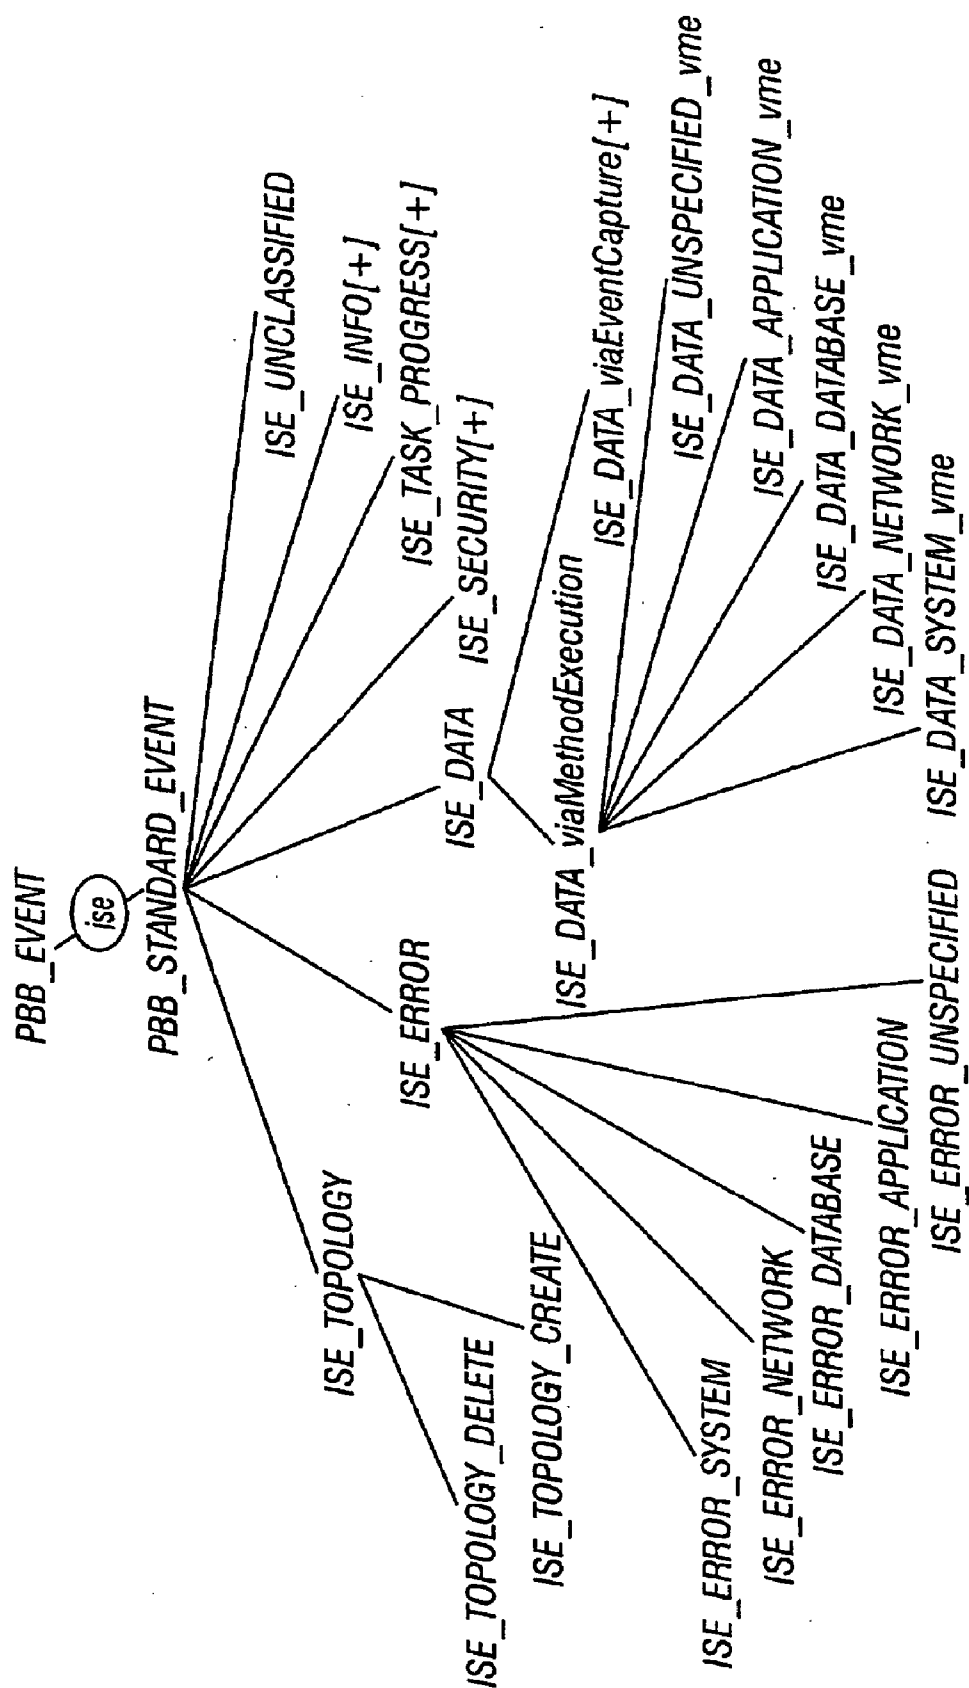 PBB_EVENT
ise
PBB_STANDARD_EVENT
ISE_UNCLASSIFIED
ISE_INFO[+]
ISE_TASK_PROGRESS[+]
ISE_SECURITY[+]
ISE_DATA
ISE_ERROR
ISE_TOPOLOGY
ISE_TOPOLOGY_DELETE
ISE_TOPOLOGY_CREATE
ISE_DATA_viaMethodExecution
ISE_DATA_viaEventCapture[+]
ISE_DATA_UNSPECIFIED_vme
ISE_DATA_APPLICATION_vme
ISE_DATA_DATABASE_vme
ISE_DATA_NETWORK_vme
ISE_DATA_SYSTEM_vme
ISE_ERROR_SYSTEM
ISE_ERROR_NETWORK
ISE_ERROR_DATABASE
ISE_ERROR_APPLICATION
ISE_ERROR_UNSPECIFIED